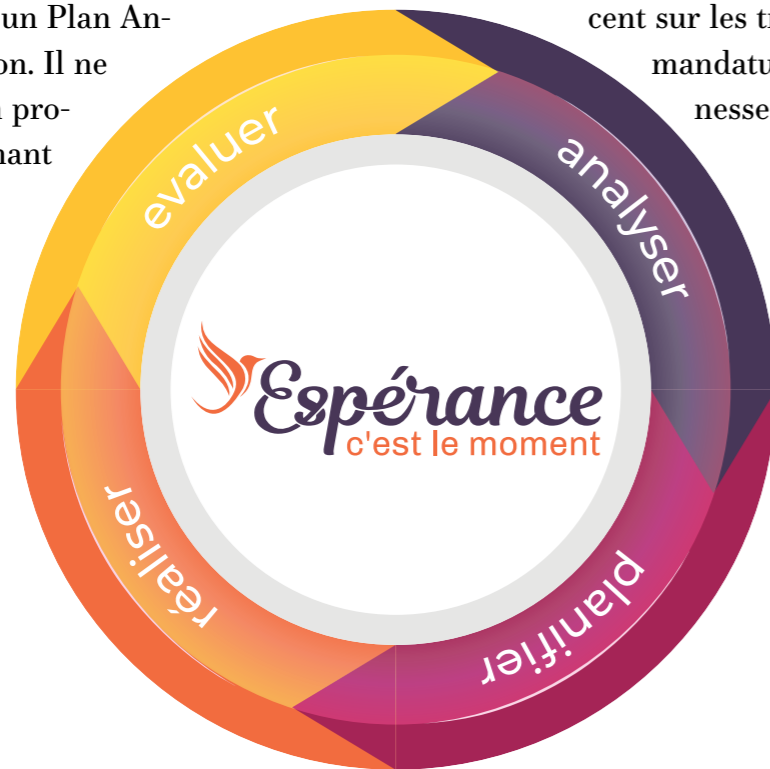 un Plan An-
on. Il ne
pro-
nant
cent sur les
mandatu
nesse
evaluer
analyser
planifier
réaliser
Espérance
c'est le moment